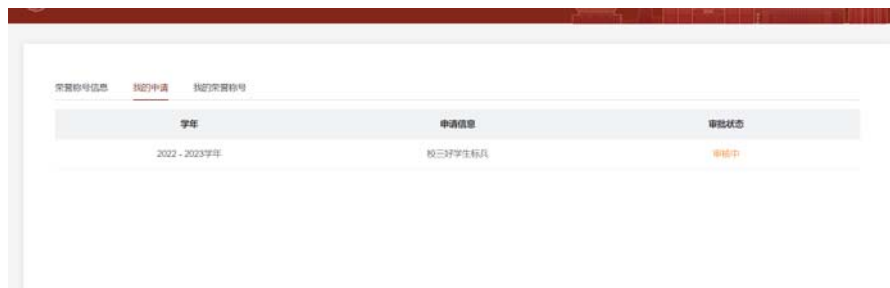 荣誉称号信息 我的申请 我的荣誉称号
学年 申请信息 审批状态
2022 - 2023学年 校三好学生标兵 审核中